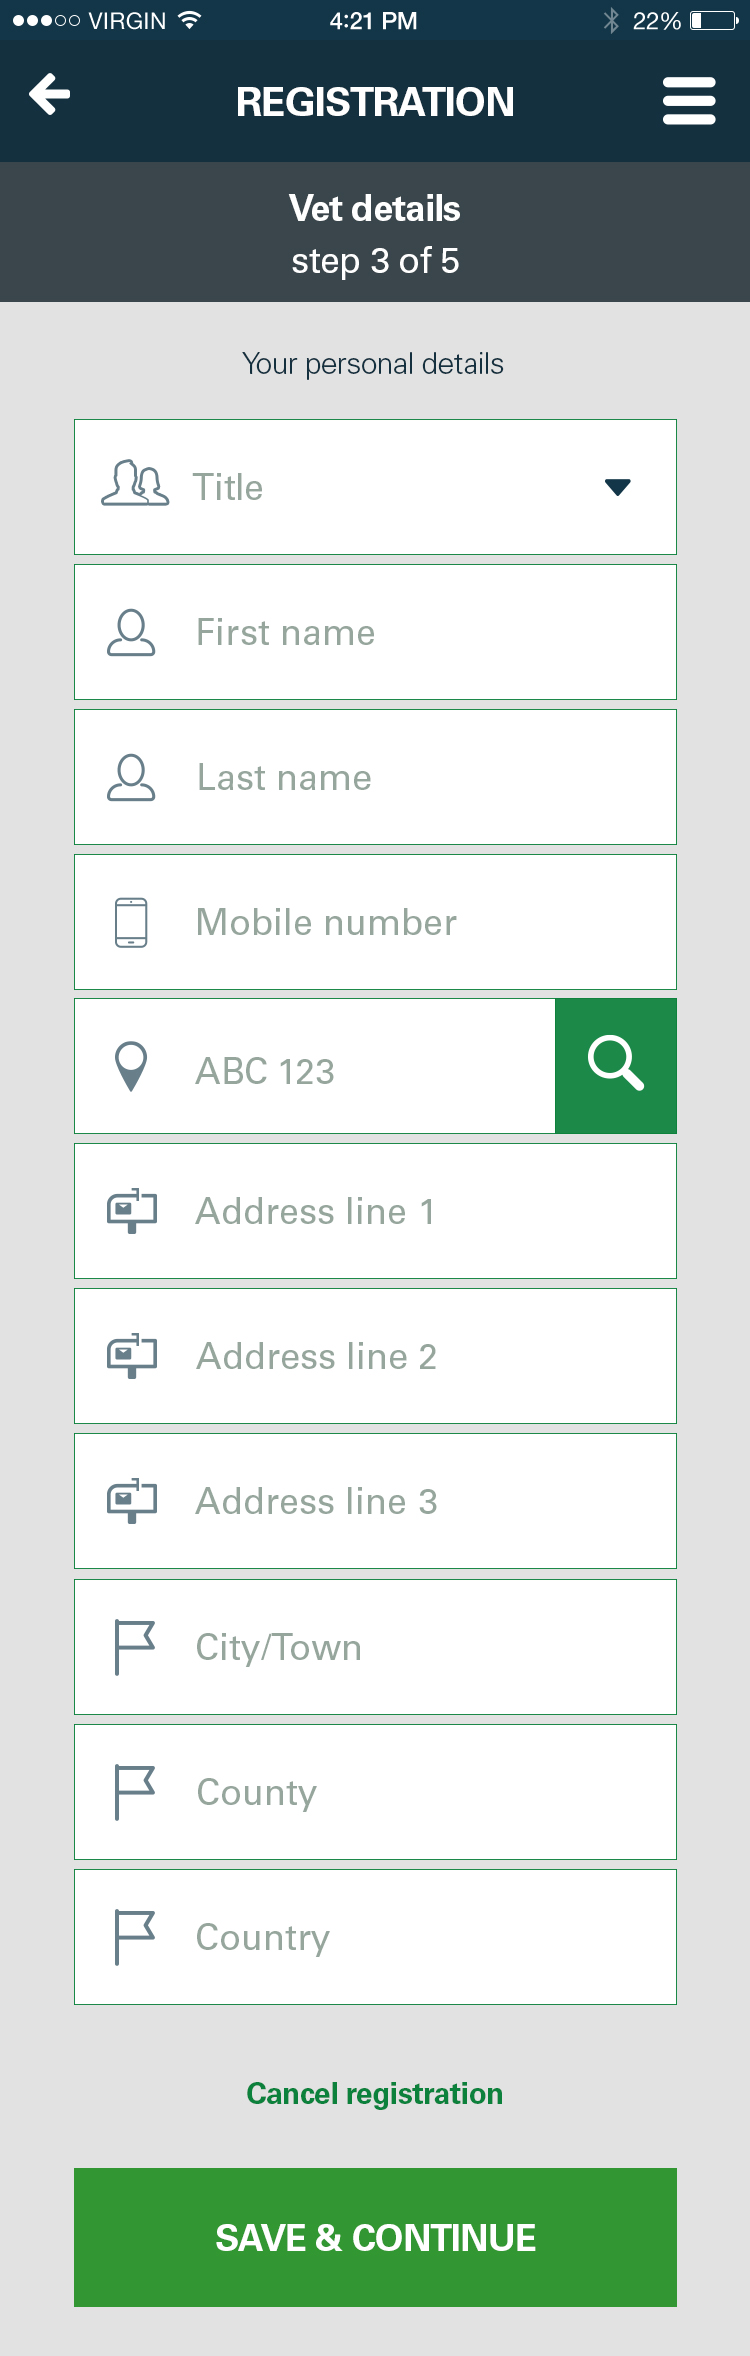 VIRGIN 4:21 PM 22%
REGISTRATION
Vet details
step 3 of 5
Your personal details
Title
First name
Last name
Mobile number
ABC 123
Address line 1
Address line 2
Address line 3
City/Town
County
Country
Cancel registration
SAVE & CONTINUE